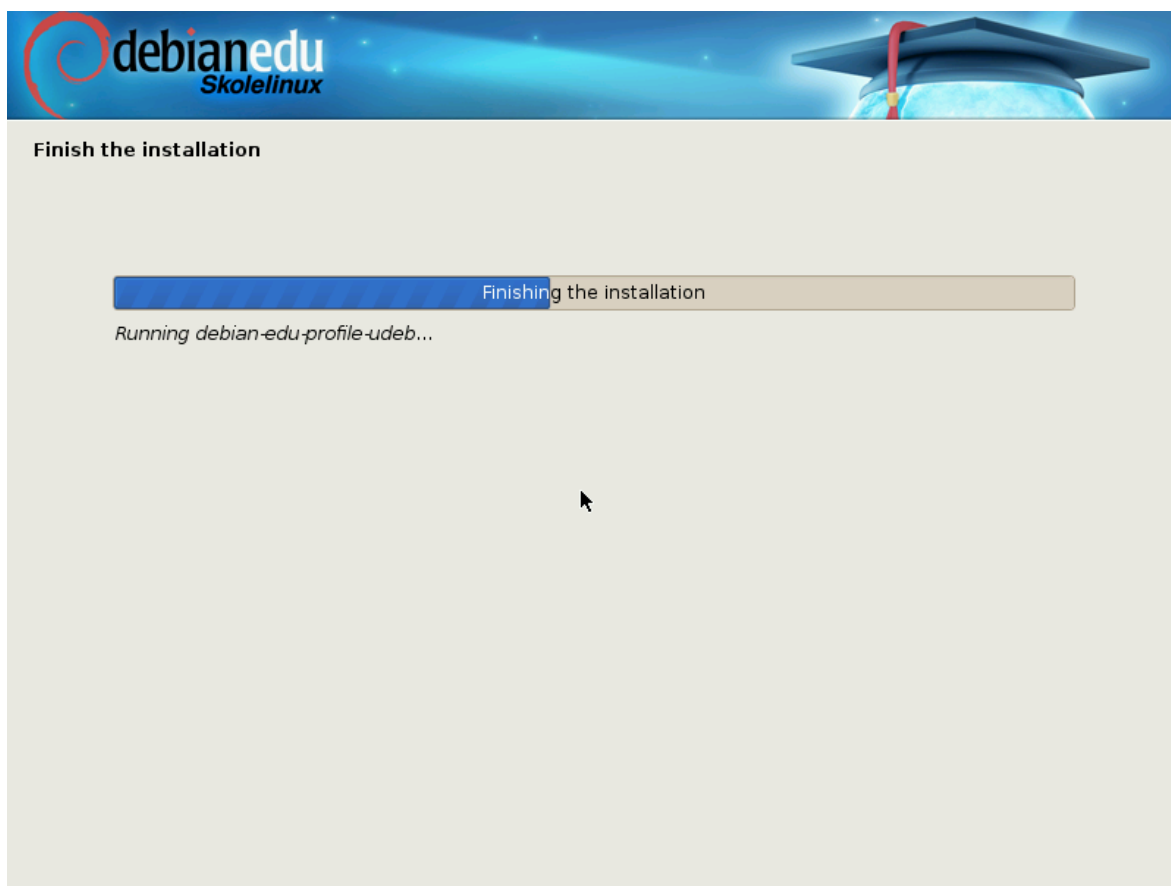 debianedu
Skolelinux
Finish the installation
Finishing the installation
Running debian-edu-profile-udeb...